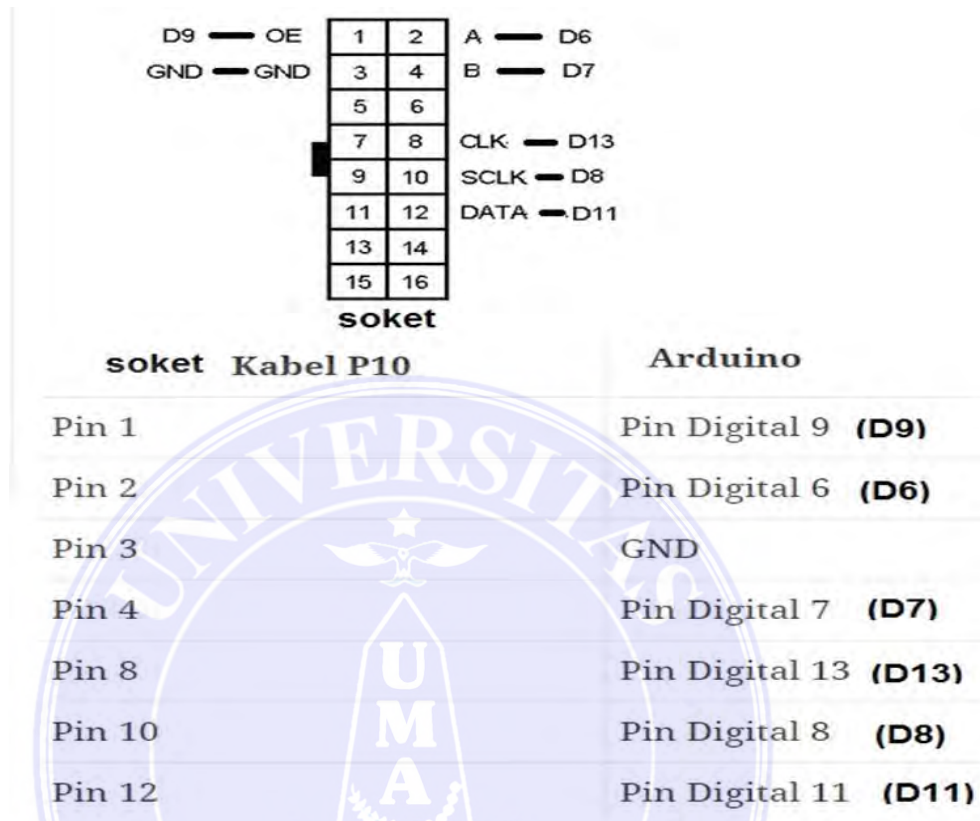 D9 OE 1 2 A D6
GND GND 3 4 B D7
5 6
7 8 CLK D13
9 10 SCLK D8
11 12 DATA D11
13 14
15 16
soket
soket Kabel P10 Arduino
Pin 1 Pin Digital 9 (D9)
Pin 2 Pin Digital 6 (D6)
Pin 3 GND
Pin 4 Pin Digital 7 (D7)
Pin 8 Pin Digital 13 (D13)
Pin 10 Pin Digital 8 (D8)
Pin 12 Pin Digital 11 (D11)
UNIVERSITAS
UMA